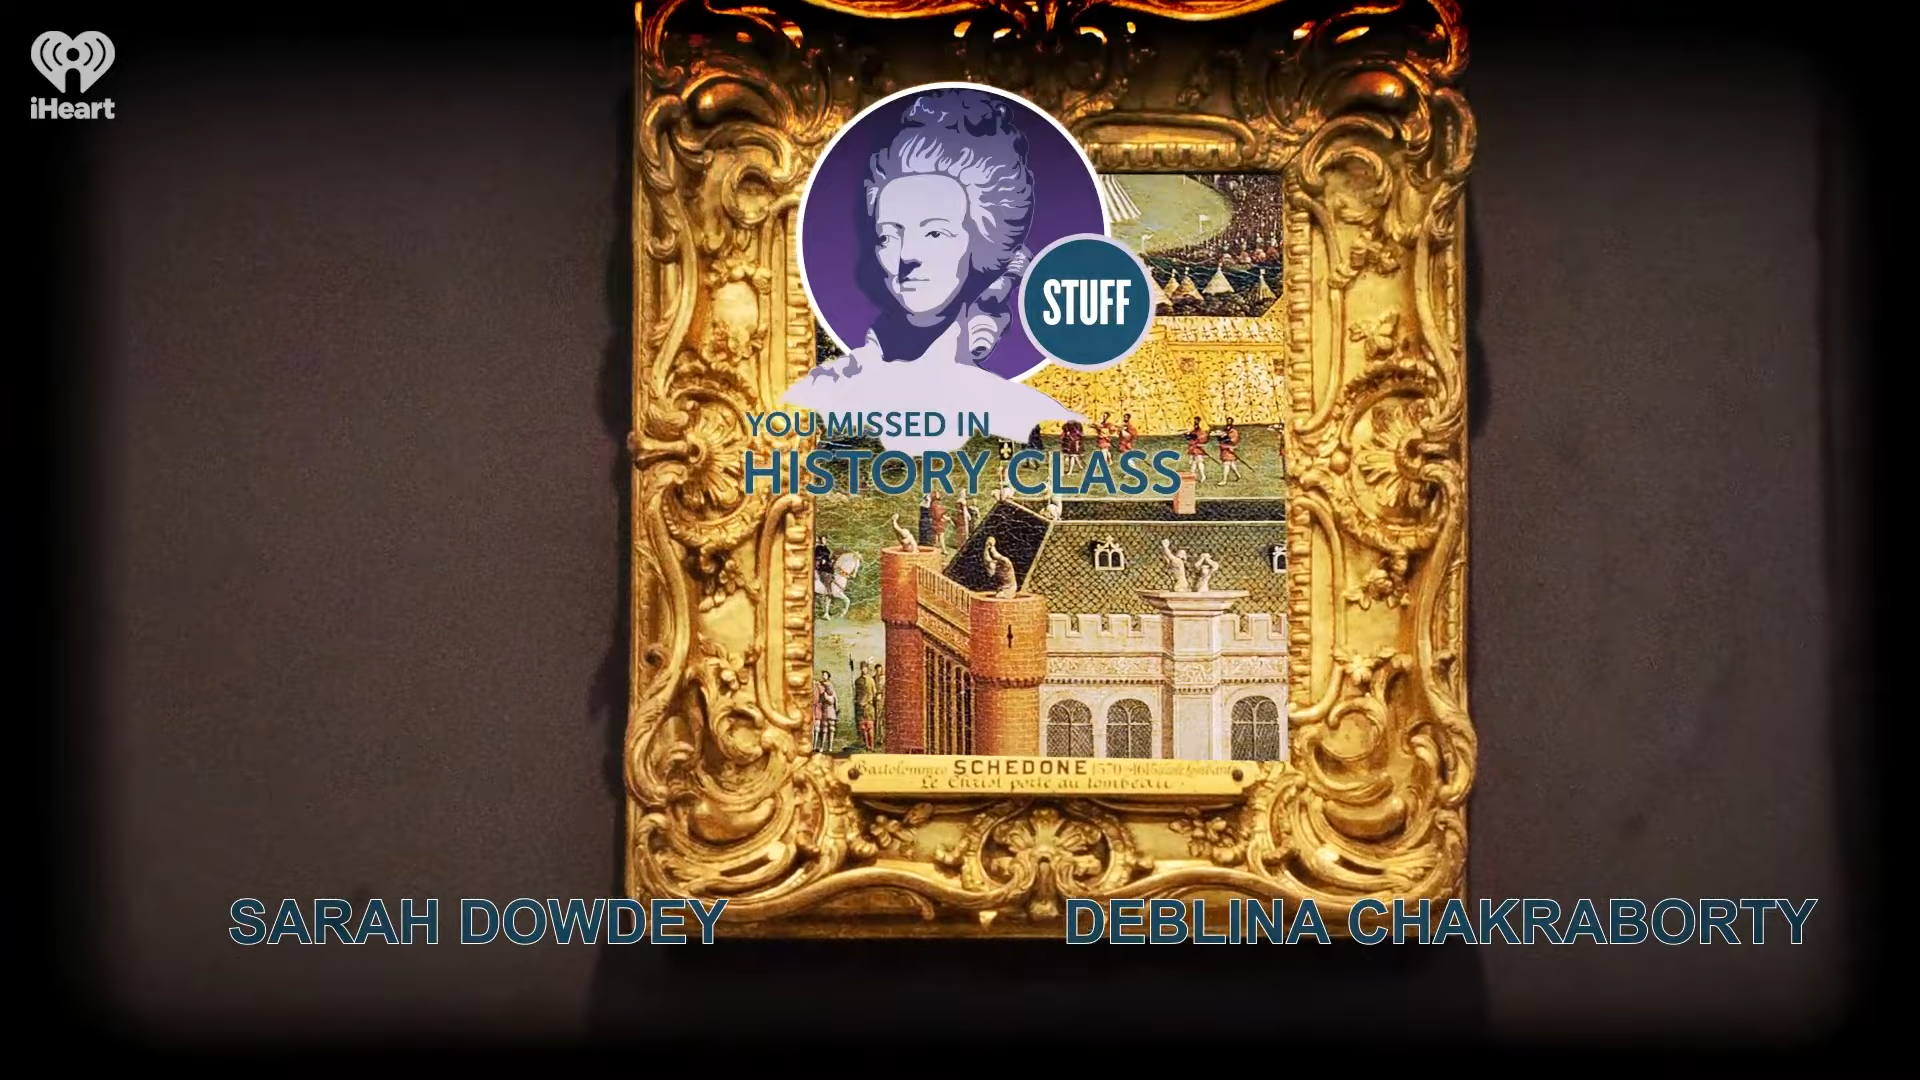 iHeart
STUFF
YOU MISSED IN
HISTORY CLASS
SCHEDONE
Le Christ porté au tombeau
SARAH DOWDEY
DEBLINA CHAKRABORTY